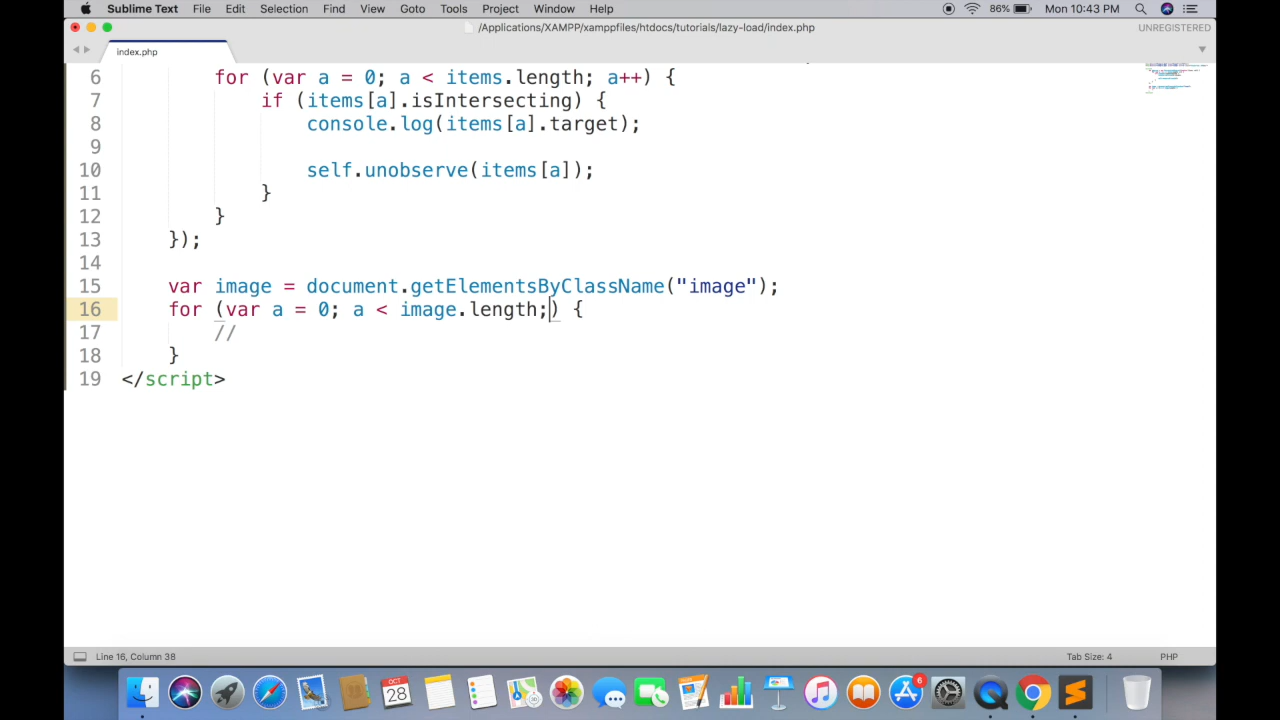 Sublime Text File Edit Selection Find View Goto Tools Project Window Help 86% Mon 10:43 PM
/Applications/XAMPP/xamppfiles/htdocs/tutorials/lazy-load/index.php UNREGISTERED
index.php
6 for (var a = 0; a < items.length; a++) {
7 if (items[a].isIntersecting) {
8 console.log(items[a].target);
9
10 self.unobserve(items[a]);
11 }
12 }
13 });
14
15 var image = document.getElementsByClassName("image");
16 for (var a = 0; a < image.length;) {
17 //
18 }
19 </script>
Line 16, Column 38 Tab Size: 4 PHP
OCT
28
6